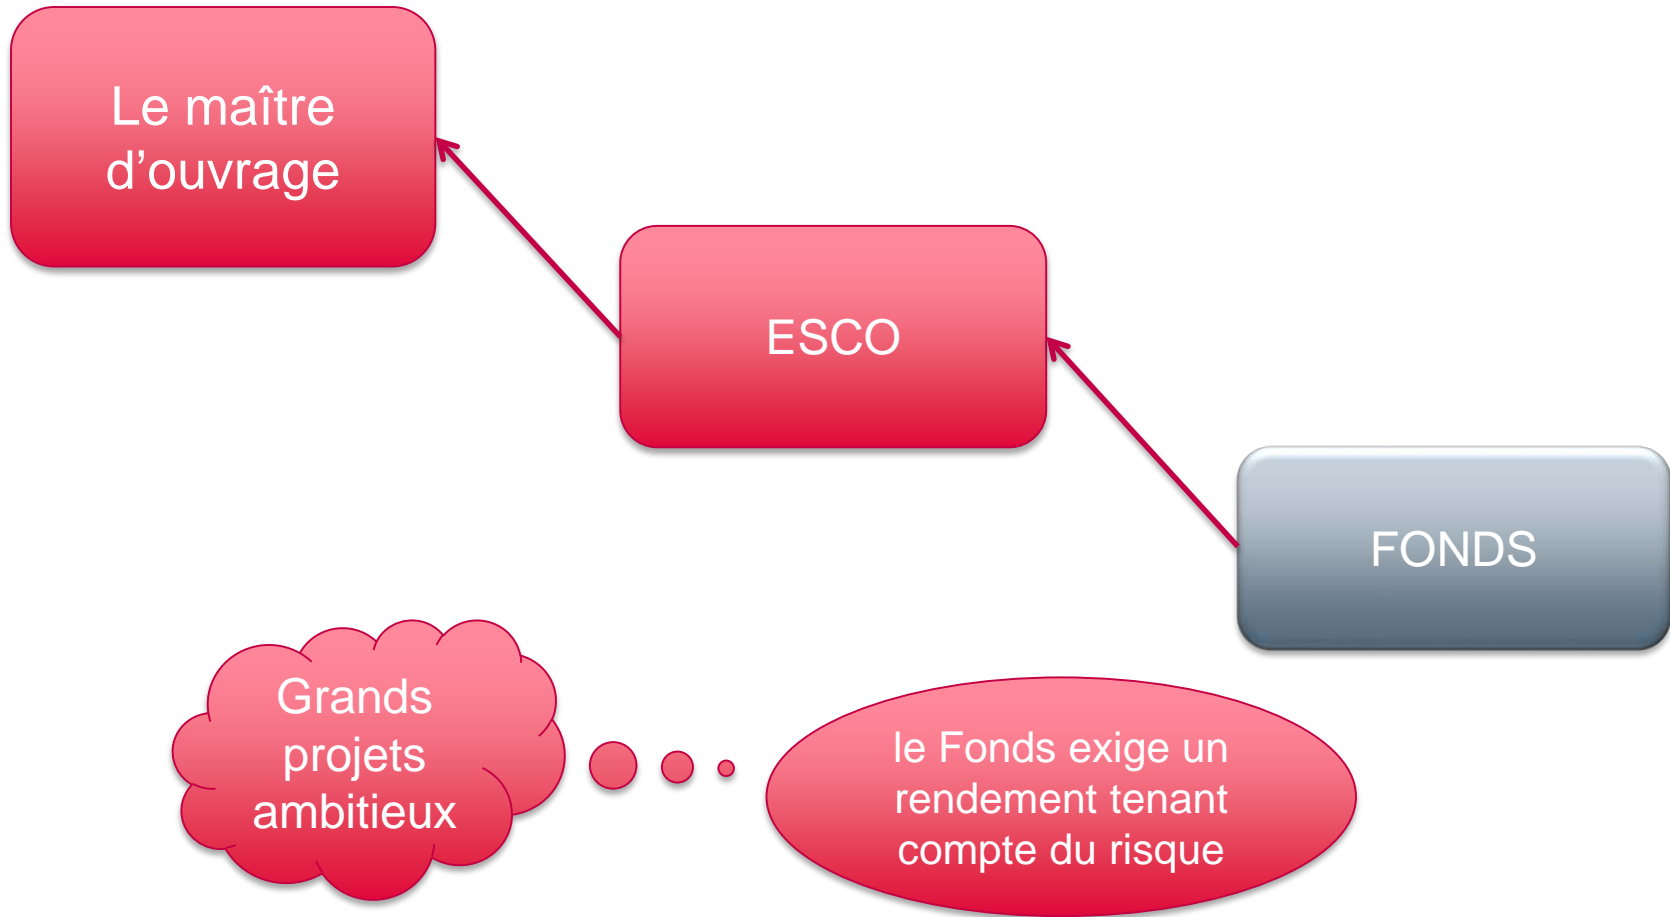 Le maître
d’ouvrage
ESCO
FONDS
Grands
projets
ambitieux
le Fonds exige un
rendement tenant
compte du risque